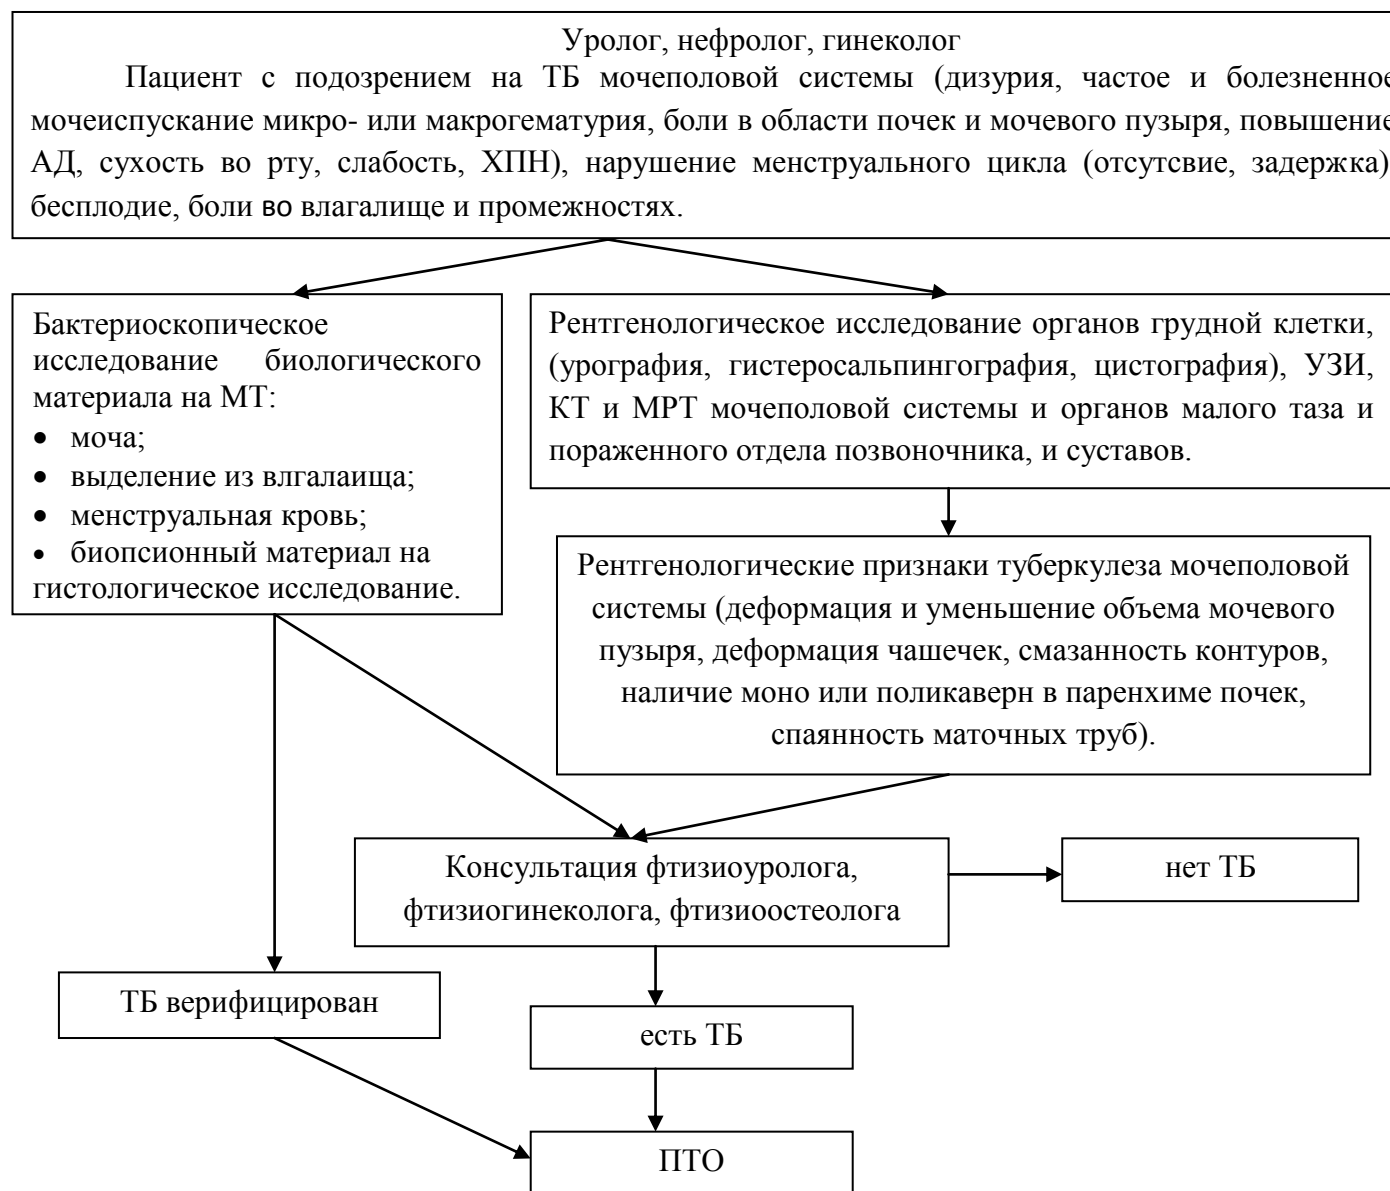 Уролог, нефролог, гинеколог
Пациент с подозрением на ТБ мочеполовой системы (дизурия, частое и болезненное
мочеиспускание микро- или макрогематурия, боли в области почек и мочевого пузыря, повышение
АД, сухость во рту, слабость, ХПН), нарушение менструального цикла (отсутсвие, задержка)
бесплодие, боли во влагалище и промежностях.
Бактериоскопическое
исследование биологического
материала на МТ:
• моча;
• выделение из влгалаища;
• менструальная кровь;
• биопсионный материал на
гистологическое исследование.
Рентгенологическое исследование органов грудной клетки,
(урография, гистеросальпингография, цистография), УЗИ,
КТ и МРТ мочеполовой системы и органов малого таза и
пораженного отдела позвоночника, и суставов.
Рентгенологические признаки туберкулеза мочеполовой
системы (деформация и уменьшение объема мочевого
пузыря, деформация чашечек, смазанность контуров,
наличие моно или поликаверн в паренхиме почек,
спаянность маточных труб).
Консультация фтизиоуролога,
фтизиогинеколога, фтизиоостеолога
нет ТБ
ТБ верифицирован
есть ТБ
ПТО